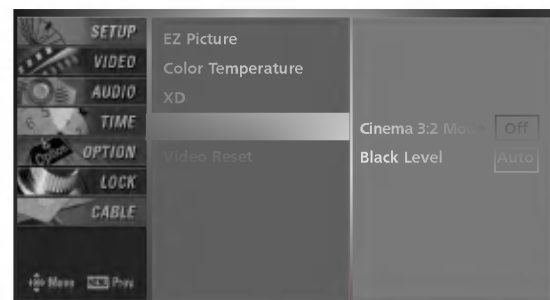 SETUP
VIDEO
AUDIO
TIME
OPTION
LOCK
CABLE
Move Prev
EZ Picture
Color Temperature
XD
Video Reset
Cinema 3:2 Mode Off
Black Level Auto